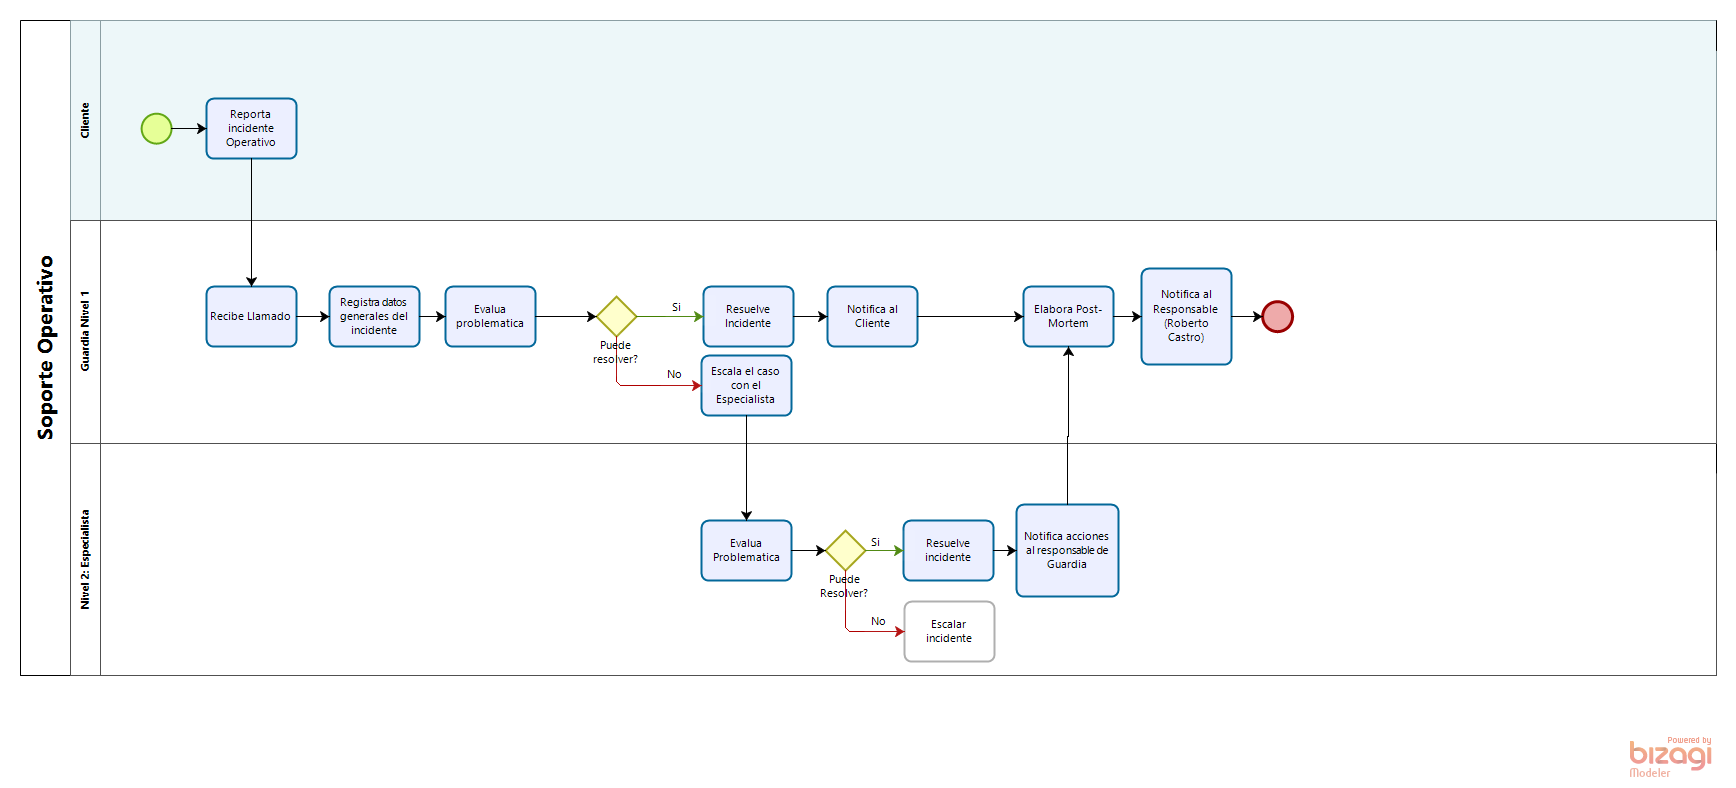 Soporte Operativo
Cliente
Reporta
incidente
Operativo
Guardia Nivel 1
Recibe Llamado
Registra datos
generales del
incidente
Evalua
problematica
Puede
resolver?
Si
No
Resuelve
Incidente
Escala el caso
con el
Especialista
Notifica al
Cliente
Elabora Post-
Mortem
Notifica al
Responsable
(Roberto
Castro)
Nivel 2: Especialista
Evalua
Problematica
Puede
Resolver?
Si
No
Resuelve
incidente
Escalar
incidente
Notifica acciones
al responsable de
Guardia
Powered by
bizagi
Modeler